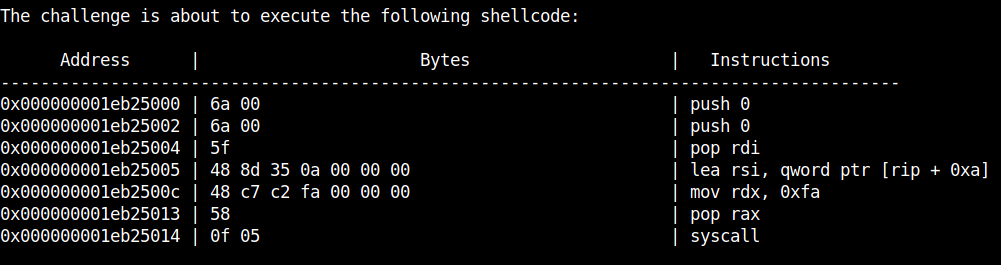 The challenge is about to execute the following shellcode:
Address | Bytes | Instructions
------------------------------------------------------------------------------------------
0x000000001eb25000 | 6a 00 | push 0
0x000000001eb25002 | 6a 00 | push 0
0x000000001eb25004 | 5f | pop rdi
0x000000001eb25005 | 48 8d 35 0a 00 00 00 | lea rsi, qword ptr [rip + 0xa]
0x000000001eb2500c | 48 c7 c2 fa 00 00 00 | mov rdx, 0xfa
0x000000001eb25013 | 58 | pop rax
0x000000001eb25014 | 0f 05 | syscall